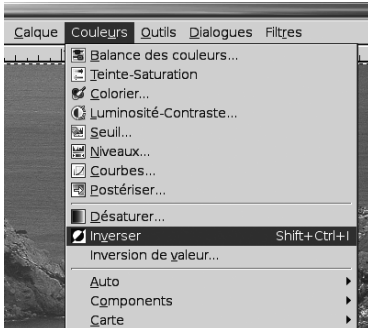 Calque Couleurs Outils Dialogues Filtres
Balance des couleurs...
Teinte-Saturation
Colorier...
Luminosité-Contraste...
Seuil...
Niveaux...
Courbes...
Postériser...
Désaturer...
Inverser Shift+Ctrl+I
Inversion de valeur...
Auto
Components
Carte